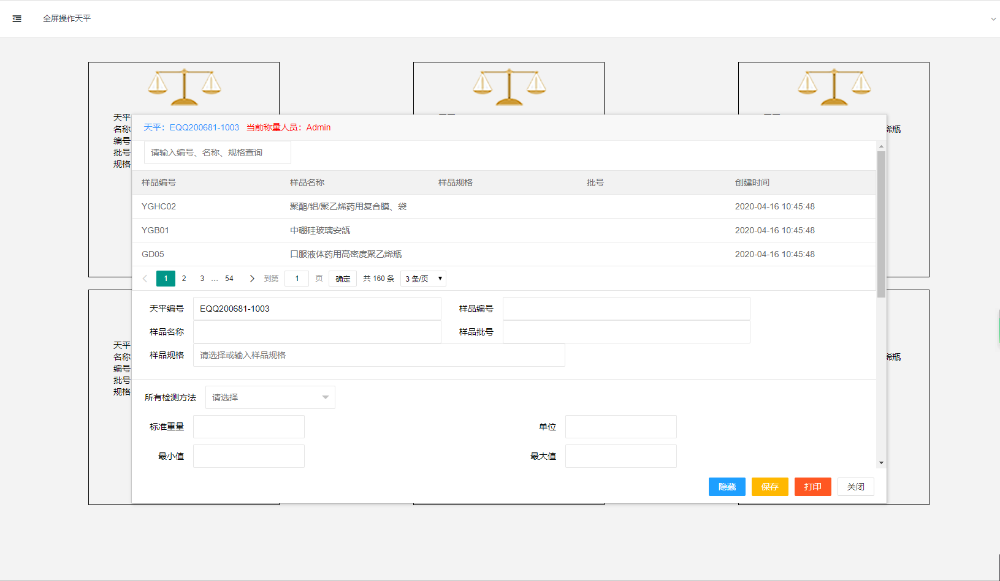 全屏操作天平
天平
名称
编号
批号
规格
烯瓶
天平：EQQ200681-1003 当前称量人员：Admin
请输入编号、名称、规格查询
样品编号 样品名称 样品规格 批号 创建时间
YGHC02 聚酯/铝/聚乙烯药用复合膜、袋 2020-04-16 10:45:48
YGB01 中硼硅玻璃安瓿 2020-04-16 10:45:48
GD05 口服液体药用高密度聚乙烯瓶 2020-04-16 10:45:48
1 2 3 … 54 到第 1 页 确定 共 160 条 3 条/页
天平编号 EQQ200681-1003 样品编号
样品名称 样品批号
样品规格 请选择或输入样品规格
所有检测方法 请选择
标准重量 单位
最小值 最大值
隐藏 保存 打印 关闭
天平
名称
编号
批号
规格
烯瓶